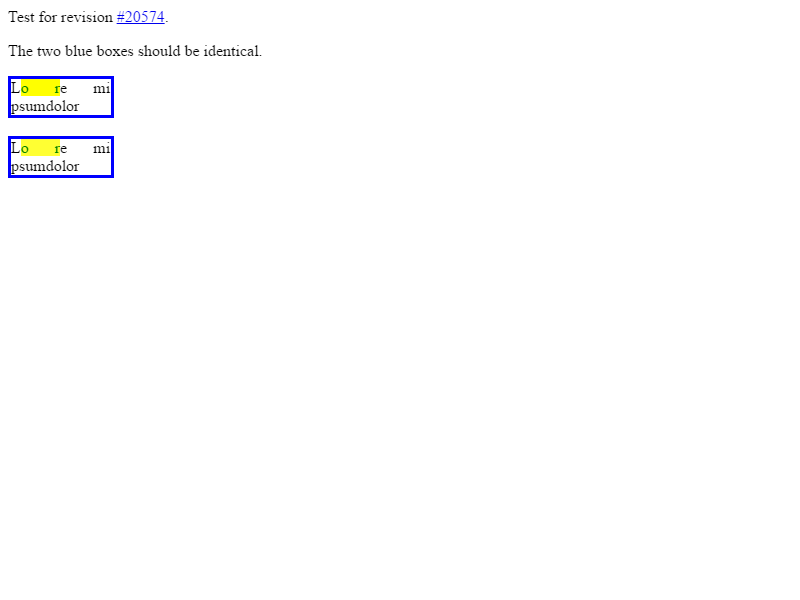 Test for revision #20574.
The two blue boxes should be identical.
Lo re mi
psumdolor
Lo re mi
psumdolor